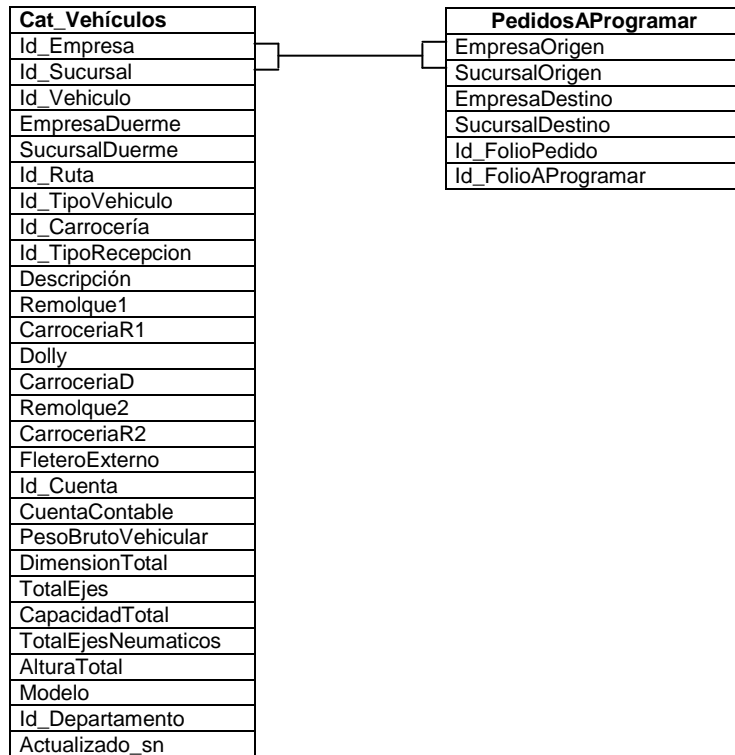 Cat_Vehículos
Id_Empresa
Id_Sucursal
Id_Vehiculo
EmpresaDuerme
SucursalDuerme
Id_Ruta
Id_TipoVehiculo
Id_Carrocería
Id_TipoRecepcion
Descripción
Remolque1
CarroceriaR1
Dolly
CarroceriaD
Remolque2
CarroceriaR2
FleteroExterno
Id_Cuenta
CuentaContable
PesoBrutoVehicular
DimensionTotal
TotalEjes
CapacidadTotal
TotalEjesNeumaticos
AlturaTotal
Modelo
Id_Departamento
Actualizado_sn
PedidosAProgramar
EmpresaOrigen
SucursalOrigen
EmpresaDestino
SucursalDestino
Id_FolioPedido
Id_FolioAProgramar